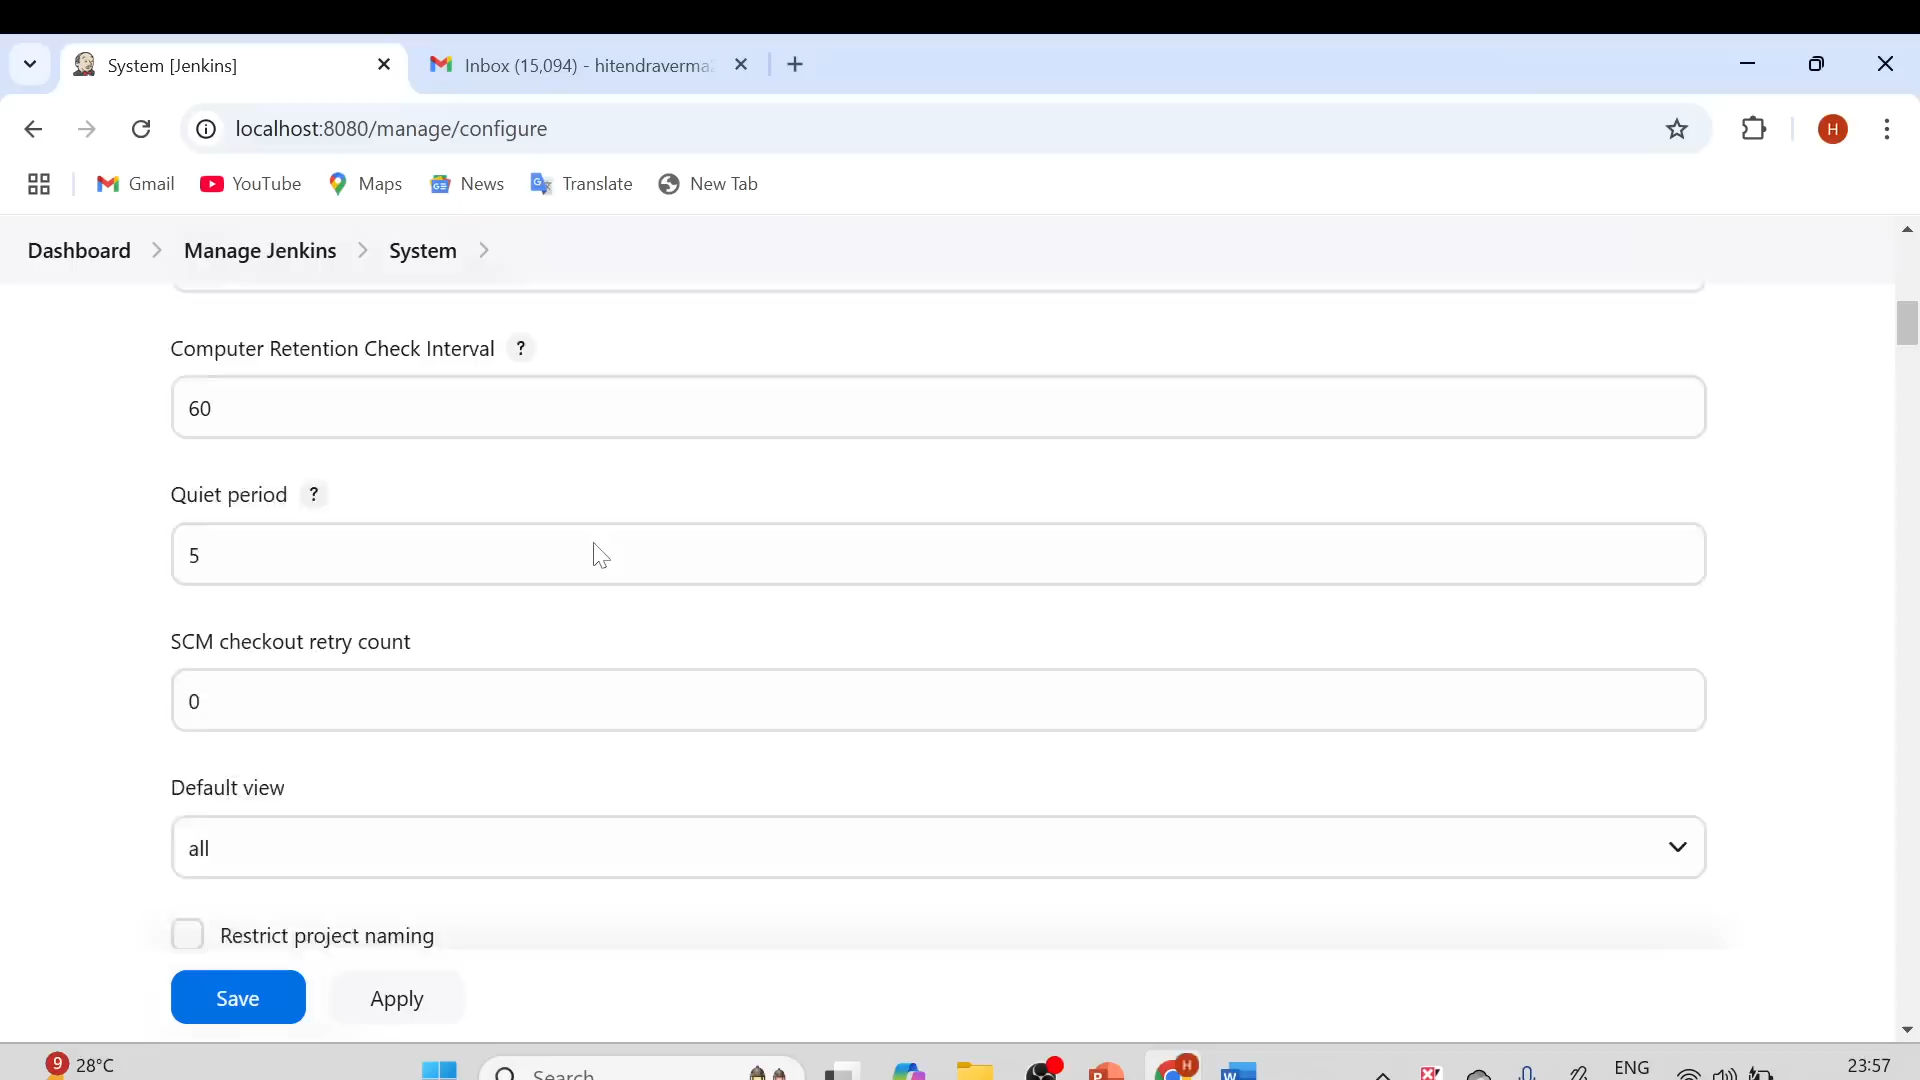 System [Jenkins]
Inbox (15,094) - hitendraverma
localhost:8080/manage/configure
H
Gmail
YouTube
Maps
News
Translate
New Tab
Dashboard
Manage Jenkins
System
Computer Retention Check Interval ?
60
Quiet period ?
5
SCM checkout retry count
0
Default view
all
Restrict project naming
Save
Apply
9
28°C
Search
H
ENG
23:57